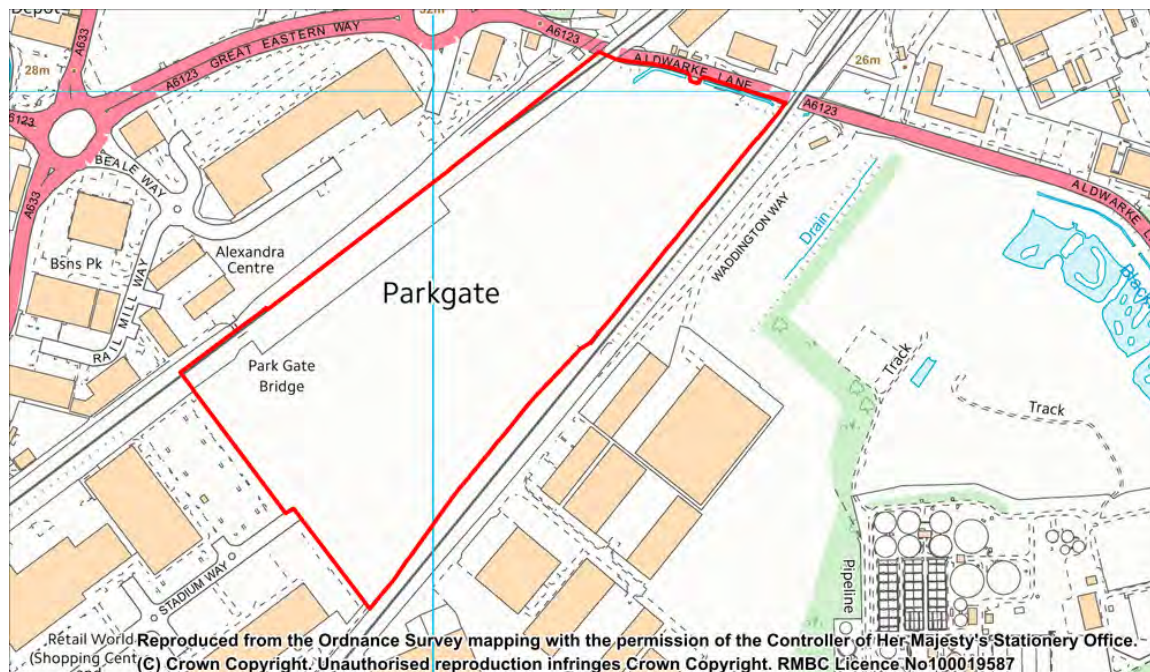 Depots
32m
A633
A6123 GREAT EASTERN WAY
A6123
28m
ALDWARKE LANE
26m
A6123
A6123
BEALE WAY
A633
Bsns Pk
Alexandra
Centre
RAIL MILL WAY
Parkgate
Park Gate
Bridge
WADDINGTON WAY
Drain
ALDWARKE
Black
Track
Track
STADIUM WAY
Pipeline
Retail World
(Shopping Cent
Reproduced from the Ordnance Survey mapping with the permission of the Controller of Her Majesty's Stationery Office.
(C) Crown Copyright. Unauthorised reproduction infringes Crown Copyright. RMBC Licence No100019587